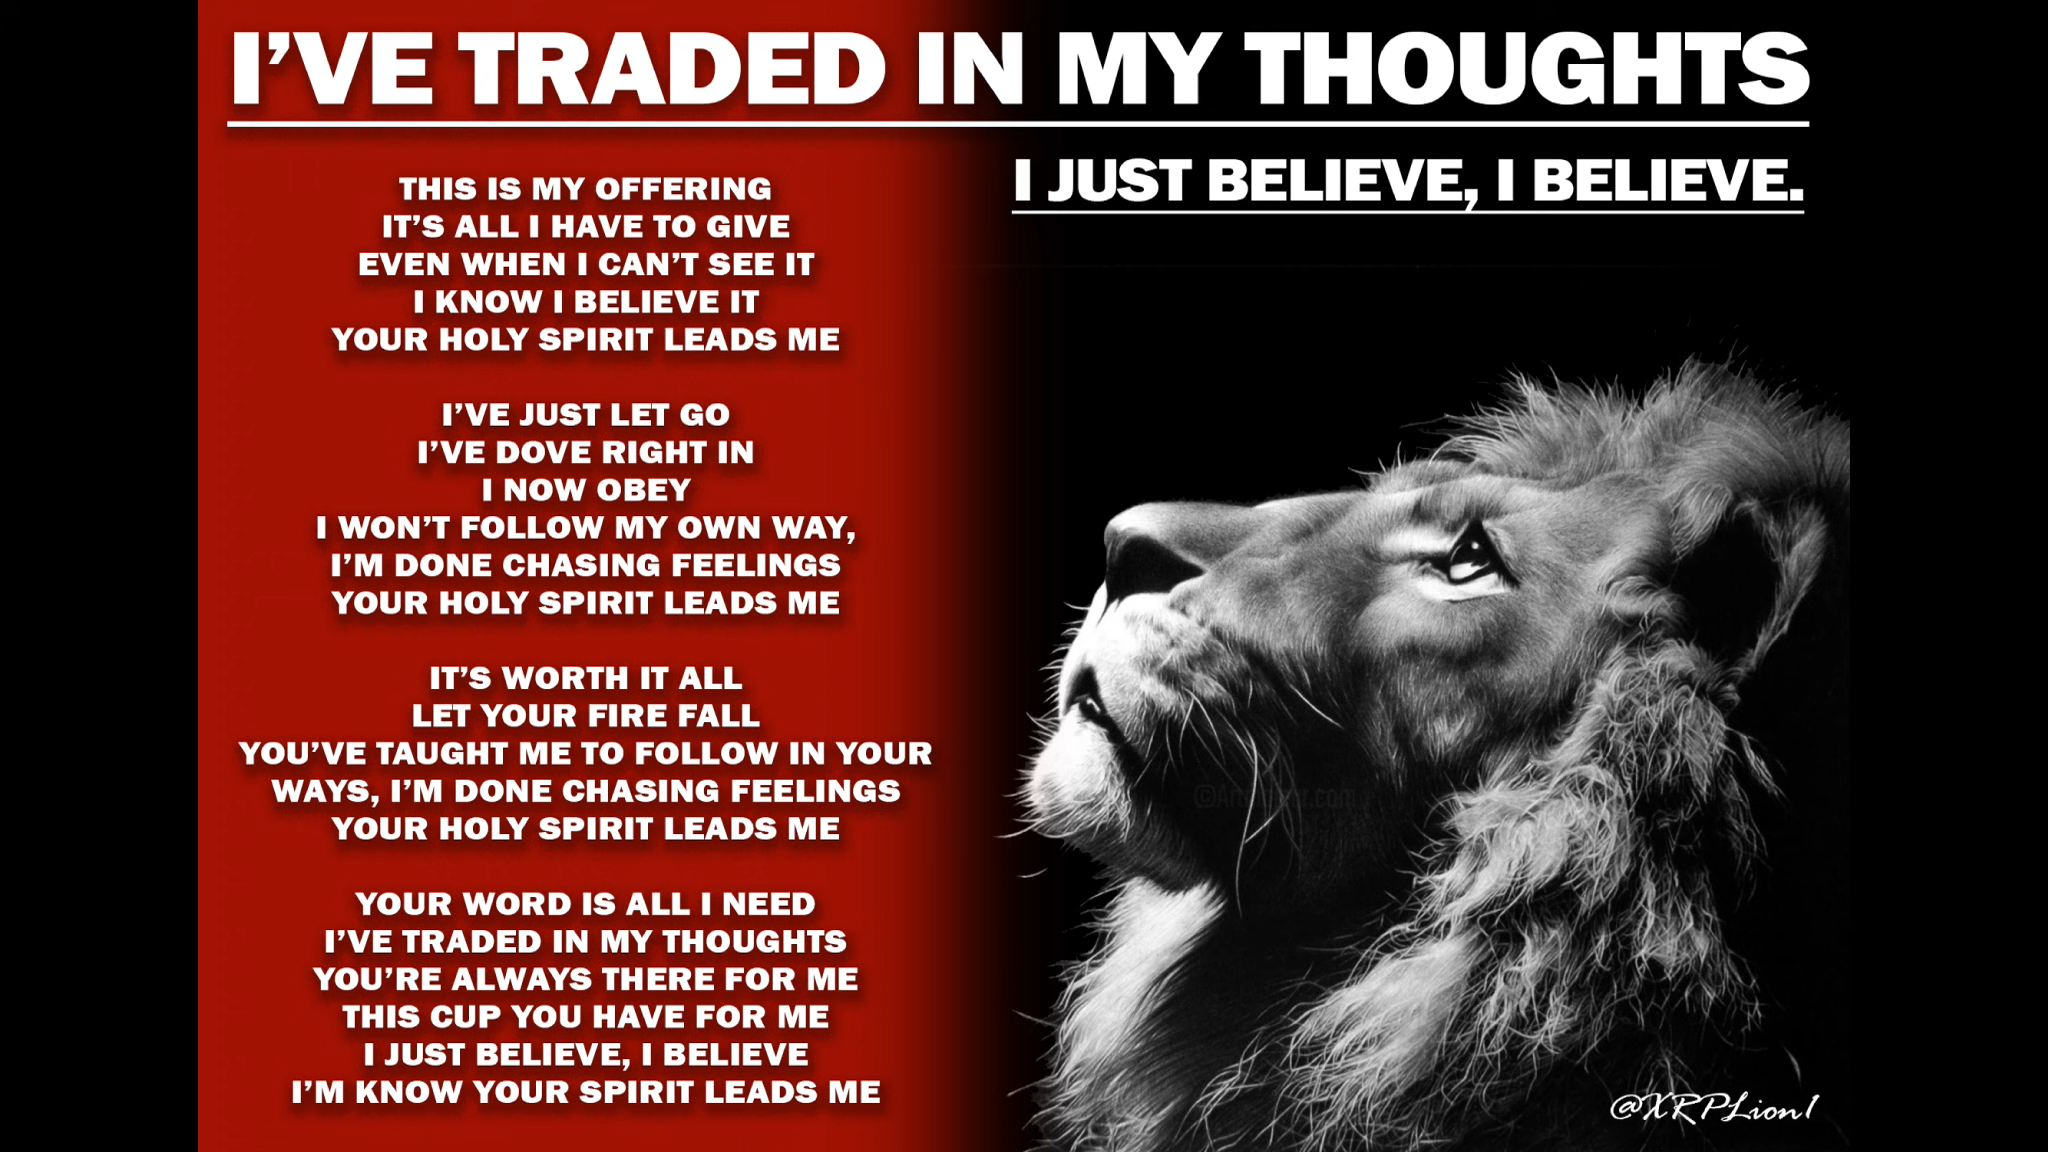 I’VE TRADED IN MY THOUGHTS
I JUST BELIEVE, I BELIEVE.
THIS IS MY OFFERING
IT’S ALL I HAVE TO GIVE
EVEN WHEN I CAN’T SEE IT
I KNOW I BELIEVE IT
YOUR HOLY SPIRIT LEADS ME
I’VE JUST LET GO
I’VE DOVE RIGHT IN
I NOW OBEY
I WON’T FOLLOW MY OWN WAY,
I’M DONE CHASING FEELINGS
YOUR HOLY SPIRIT LEADS ME
IT’S WORTH IT ALL
LET YOUR FIRE FALL
YOU’VE TAUGHT ME TO FOLLOW IN YOUR
WAYS, I’M DONE CHASING FEELINGS
YOUR HOLY SPIRIT LEADS ME
YOUR WORD IS ALL I NEED
I’VE TRADED IN MY THOUGHTS
YOU’RE ALWAYS THERE FOR ME
THIS CUP YOU HAVE FOR ME
I JUST BELIEVE, I BELIEVE
I’M KNOW YOUR SPIRIT LEADS ME
@XRPLion1